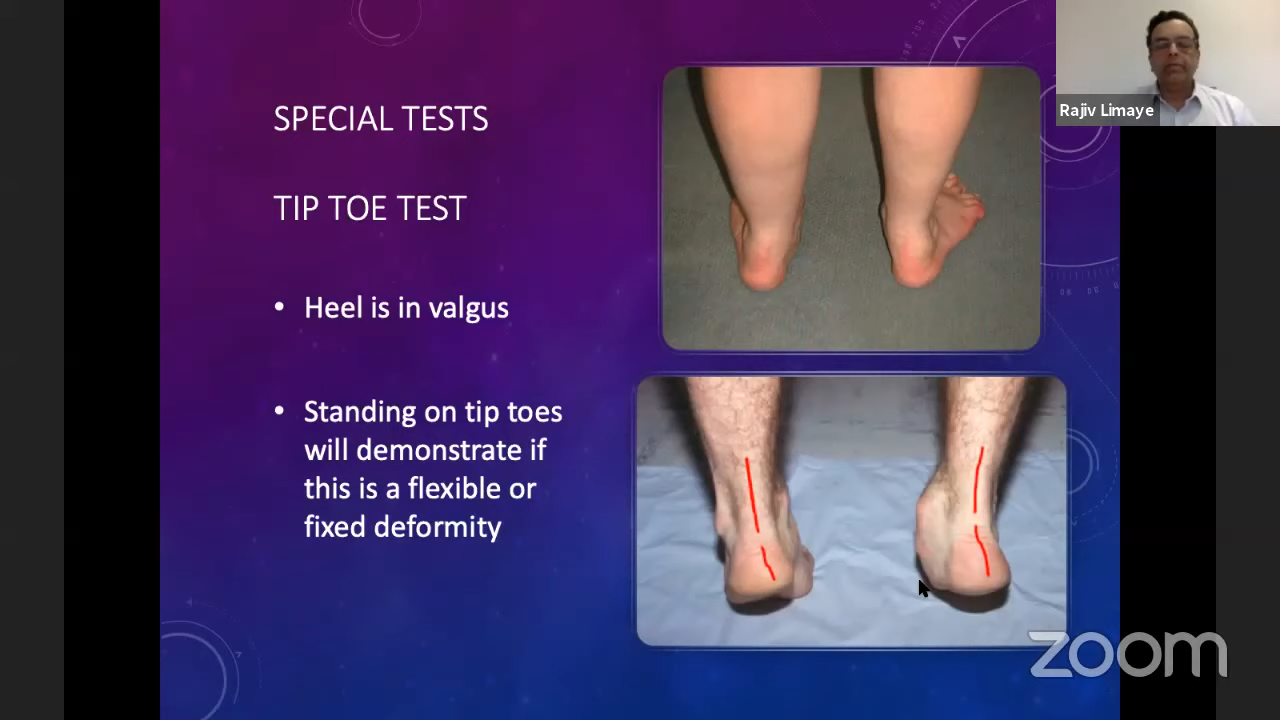 SPECIAL TESTS
TIP TOE TEST
• Heel is in valgus
• Standing on tip toes
will demonstrate if
this is a flexible or
fixed deformity
Rajiv Limaye
zoom